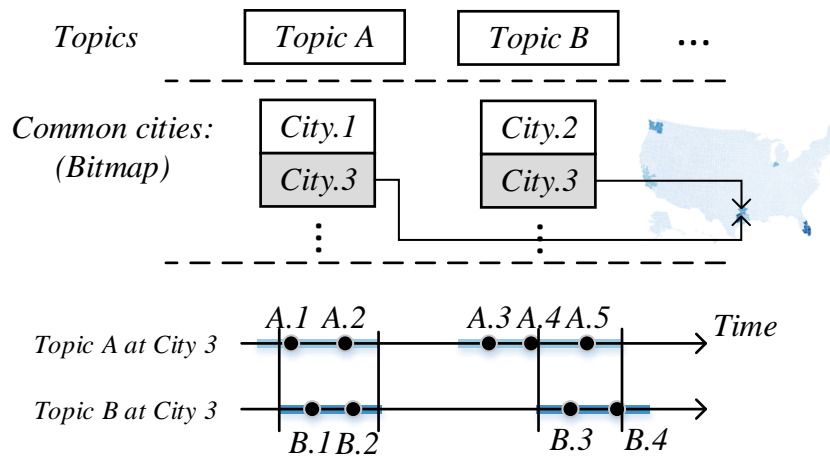 Topics
Topic A
Topic B
...
Common cities:
(Bitmap)
City.1
City.3
City.2
City.3
A.1 A.2 A.3 A.4 A.5
Time
Topic A at City 3
Topic B at City 3
B.1 B.2 B.3 B.4